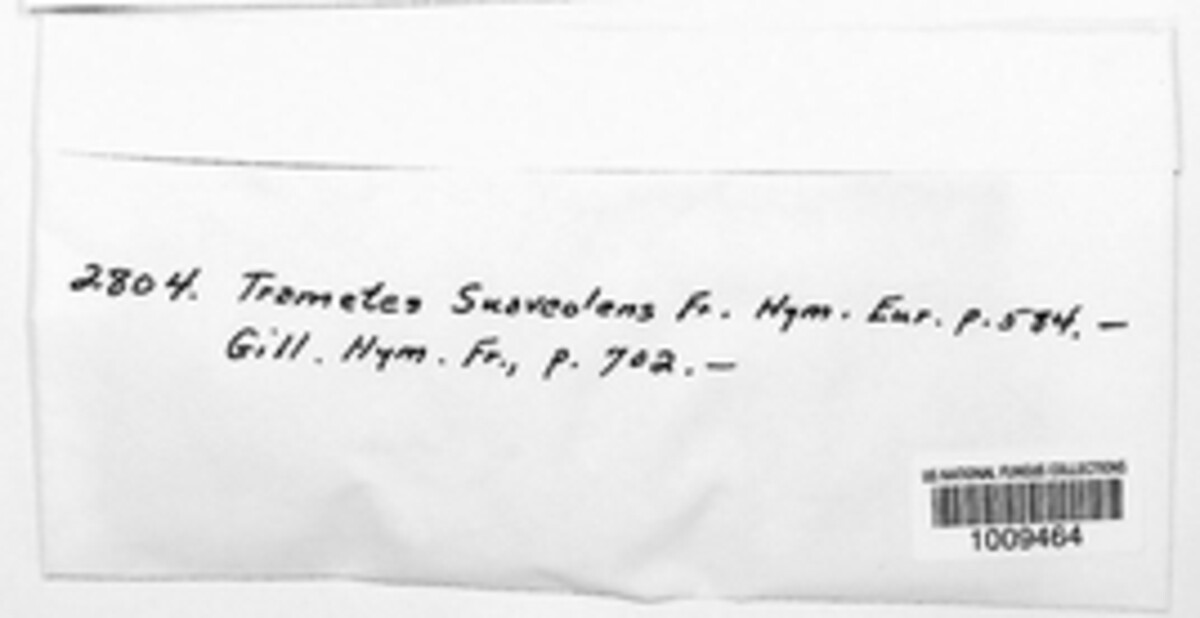 2804. Trametes Suaveolens Fr. Hym. Eur. p. 584. —
Gill. Hym. Fr., p. 702. —
US NATIONAL FUNGUS COLLECTIONS
1009464